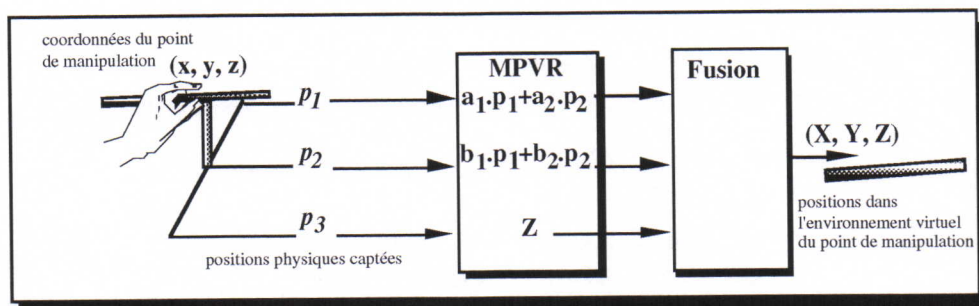 coordonnées du point
de manipulation
(x, y, z)
p1
p2
p3
positions physiques captées
MPVR
a1.p1+a2.p2
b1.p1+b2.p2
Z
Fusion
(X, Y, Z)
positions dans
l'environnement virtuel
du point de manipulation